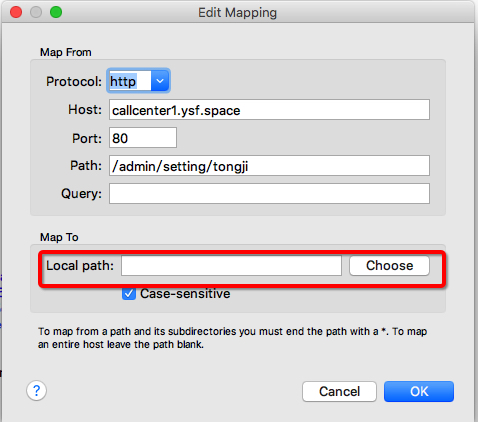 Edit Mapping
Map From
Protocol: http
Host: callcenter1.ysf.space
Port: 80
Path: /admin/setting/tongji
Query:
Map To
Local path: Choose
Case-sensitive
To map from a path and its subdirectories you must end the path with a *. To map
an entire host leave the path blank.
? Cancel OK